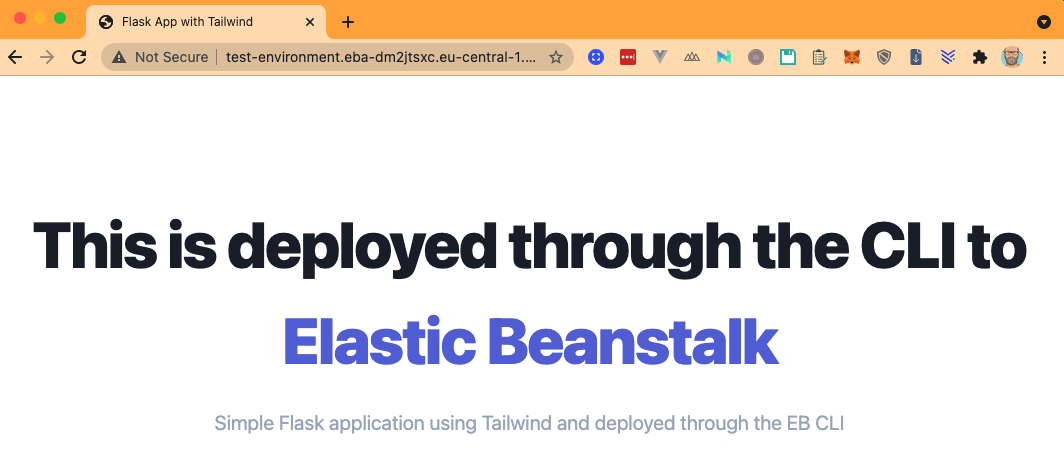 Flask App with Tailwind
Not Secure | test-environment.eba-dm2jtsxc.eu-central-1....
This is deployed through the CLI to
Elastic Beanstalk
Simple Flask application using Tailwind and deployed through the EB CLI